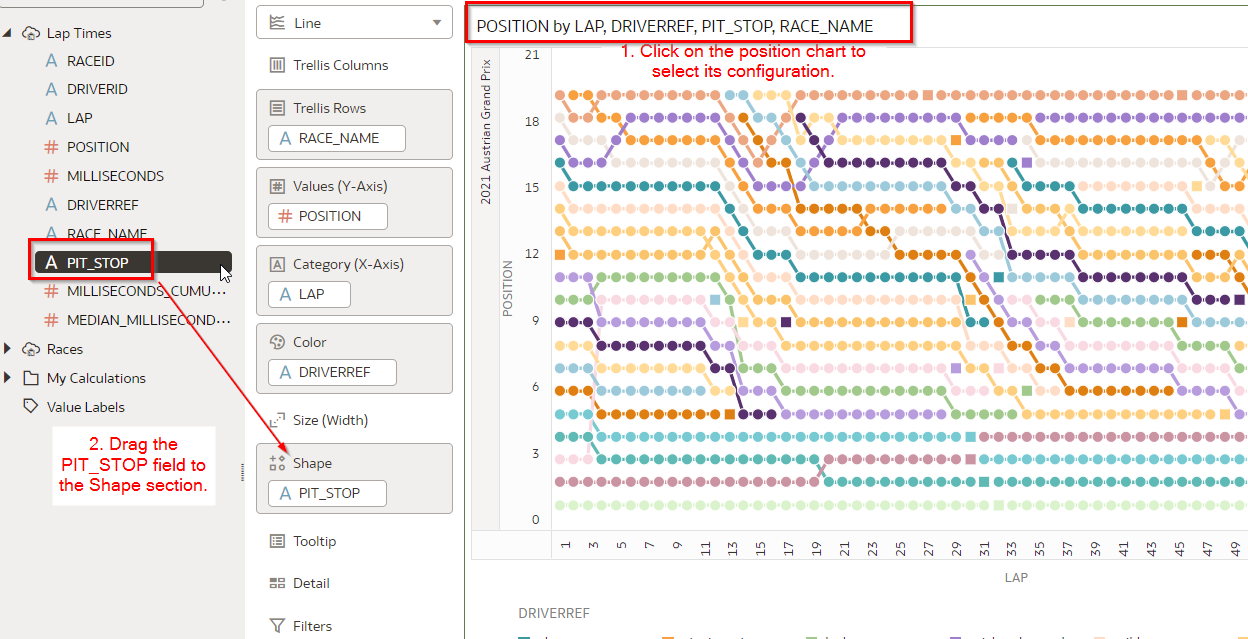 Lap Times
A RACEID
A DRIVERID
A LAP
# POSITION
# MILLISECONDS
A DRIVERREF
A RACE_NAME
A PIT_STOP
# MILLISECONDS_CUMU...
# MEDIAN_MILLISECOND...
Races
My Calculations
Value Labels
2. Drag the
PIT_STOP field to
the Shape section.
Line
Trellis Columns
Trellis Rows
A RACE_NAME
Values (Y-Axis)
# POSITION
Category (X-Axis)
A LAP
Color
A DRIVERREF
Size (Width)
Shape
A PIT_STOP
Tooltip
Detail
Filters
POSITION by LAP, DRIVERREF, PIT_STOP, RACE_NAME
1. Click on the position chart to
select its configuration.
2021 Austrian Grand Prix
POSITION
21
18
15
12
9
6
3
0
1 3 5 7 9 11 13 15 17 19 21 23 25 27 29 31 33 35 37 39 41 43 45 47 49
LAP
DRIVERREF